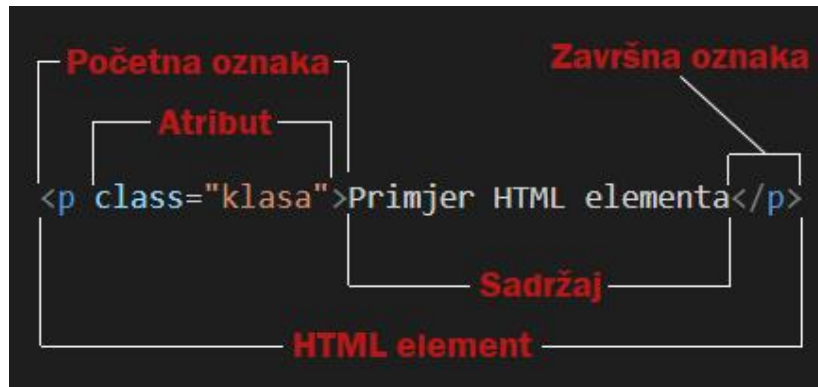 Početna oznaka
Završna oznaka
Atribut
<p class="klasa">Primjer HTML elementa</p>
Sadržaj
HTML element